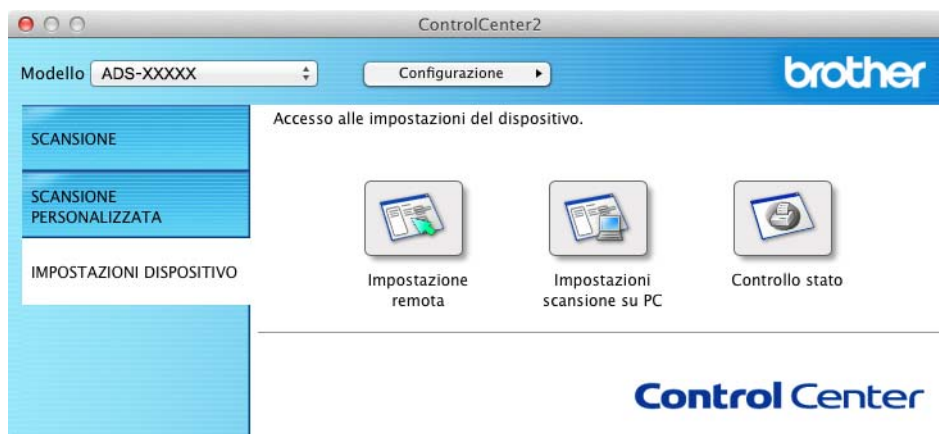 ControlCenter2
Modello ADS-XXXXX Configurazione
brother
SCANSIONE
SCANSIONE
PERSONALIZZATA
IMPOSTAZIONI DISPOSITIVO
Accesso alle impostazioni del dispositivo.
Impostazione
remota
Impostazioni
scansione su PC
Controllo stato
Control Center